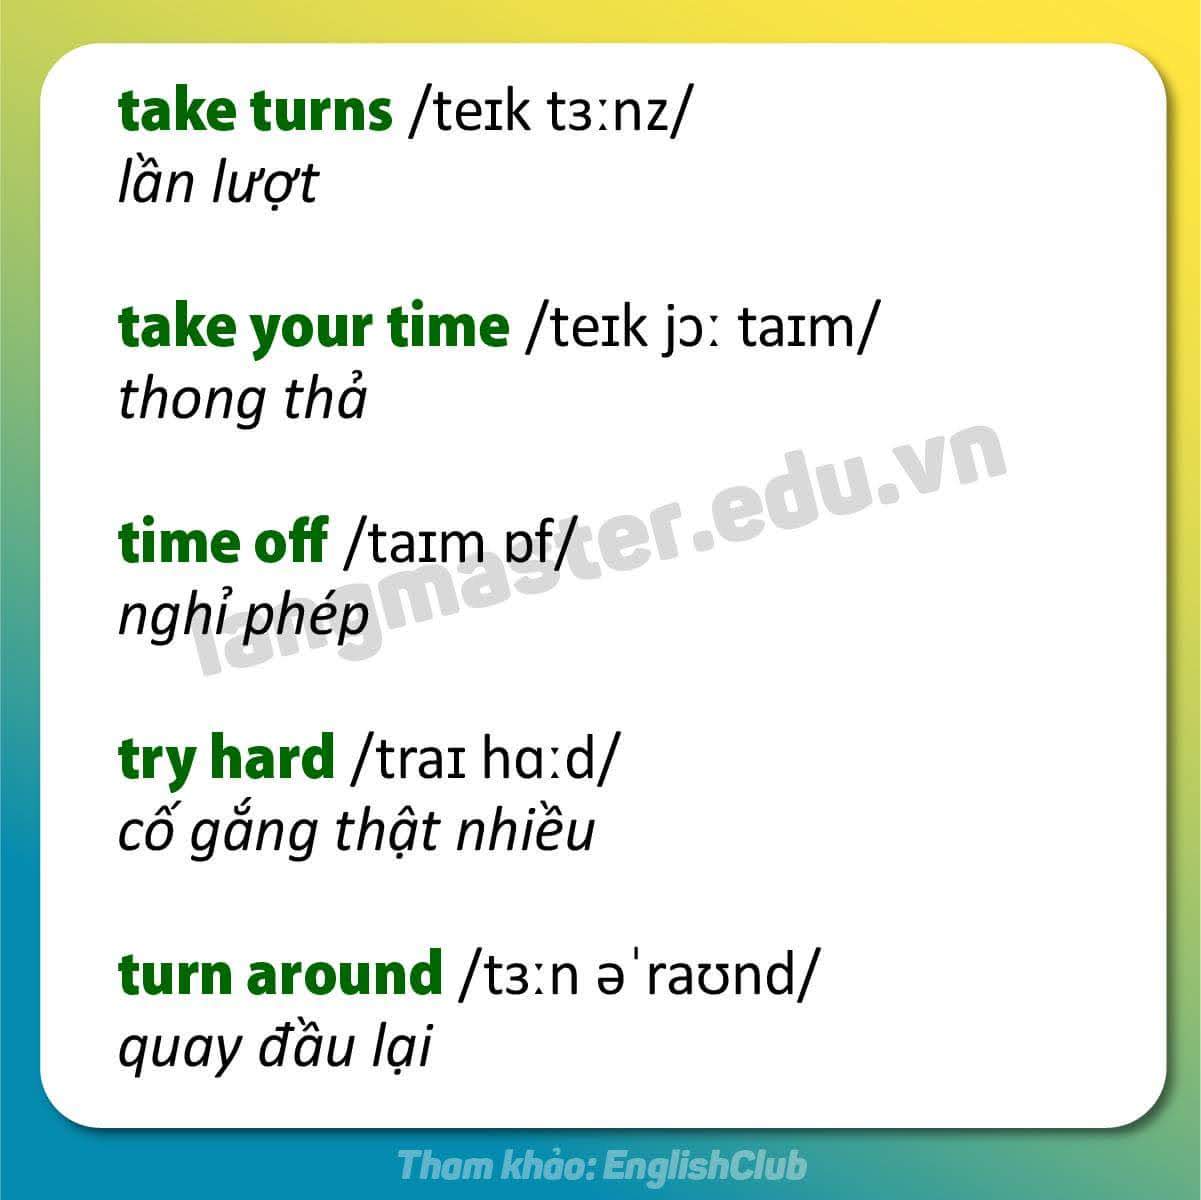 take turns /teɪk tɜːnz/
lần lượt
take your time /teɪk jɔː taɪm/
thong thả
time off /taɪm ɒf/
nghỉ phép
try hard /traɪ hɑːd/
cố gắng thật nhiều
turn around /tɜːn əˈraʊnd/
quay đầu lại
langmaster.edu.vn
Tham khảo: EnglishClub